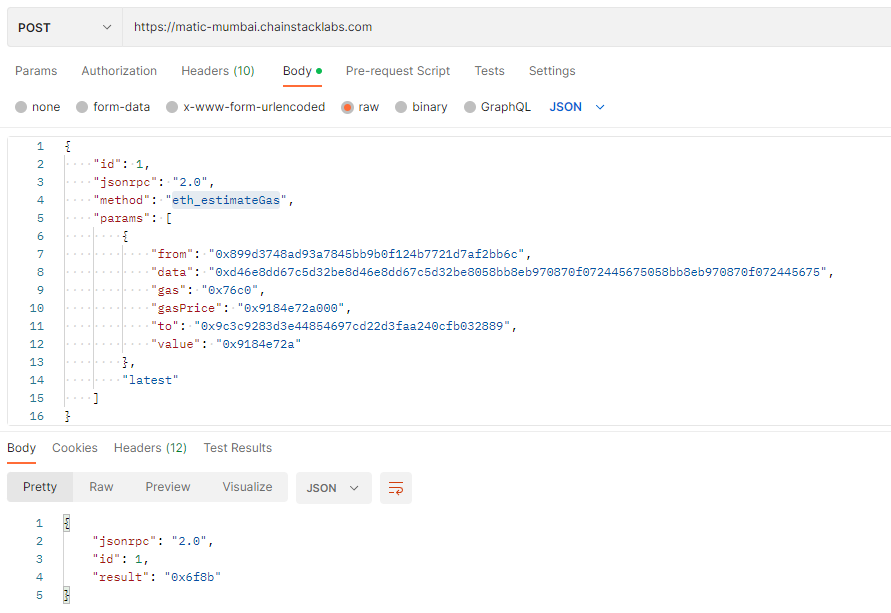 POST https://matic-mumbai.chainstacklabs.com
Params Authorization Headers (10) Body Pre-request Script Tests Settings
none form-data x-www-form-urlencoded raw binary GraphQL JSON
1 {
2 "id": 1,
3 "jsonrpc": "2.0",
4 "method": "eth_estimateGas",
5 "params": [
6 {
7 "from": "0x899d3748ad93a7845bb9b0f124b7721d7af2bb6c",
8 "data": "0xd46e8dd67c5d32be8d46e8dd67c5d32be8058bb8eb970870f072445675058bb8eb970870f072445675",
9 "gas": "0x76c0",
10 "gasPrice": "0x9184e72a000",
11 "to": "0x9c3c9283d3e44854697cd22d3faa240cfb032889",
12 "value": "0x9184e72a"
13 },
14 "latest"
15 ]
16 }
Body Cookies Headers (12) Test Results
Pretty Raw Preview Visualize JSON
1 {
2 "jsonrpc": "2.0",
3 "id": 1,
4 "result": "0x6f8b"
5 }